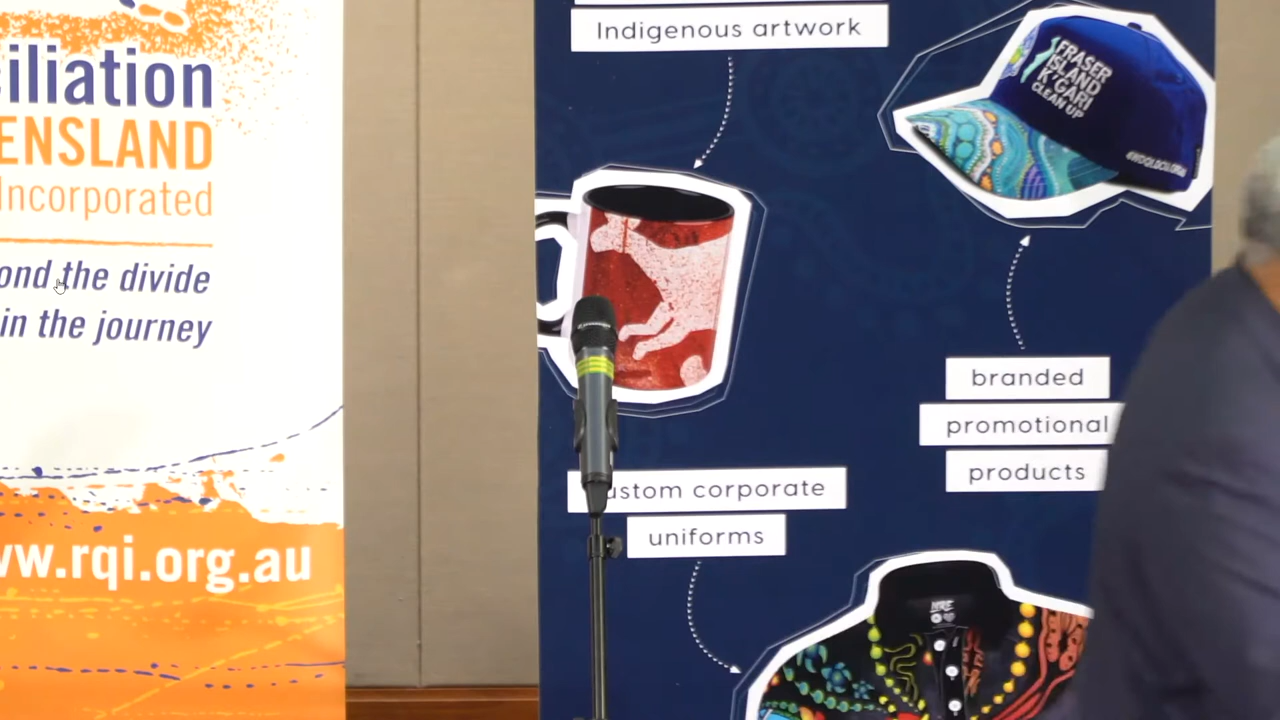 iliation
ENSLAND
Incorporated
ond the divide
in the journey
ww.rqi.org.au
Indigenous artwork
FRASER
ISLAND
K'GARI
CLEAN UP
branded
promotional
products
ustom corporate
uniforms